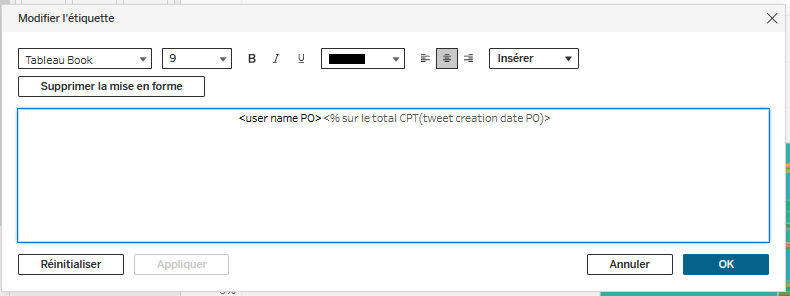 Modifier l'étiquette
Tableau Book 9 B I U Insérer
Supprimer la mise en forme
<user name PO> <% sur le total CPT(tweet creation date PO)>
Réinitialiser Appliquer Annuler OK